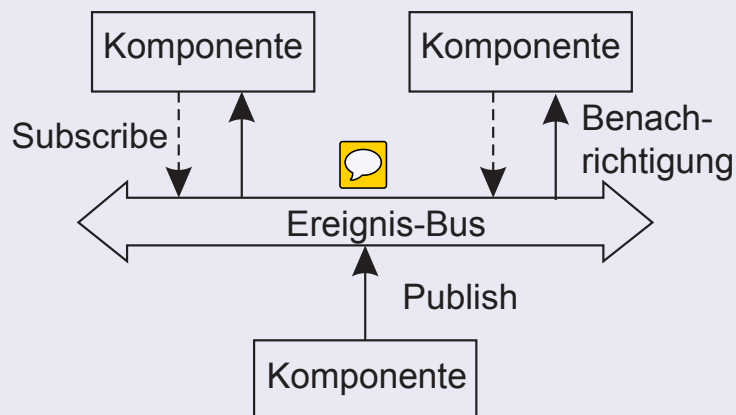 Komponente
Komponente
Subscribe
Benach-
richtigung
Ereignis-Bus
Publish
Komponente